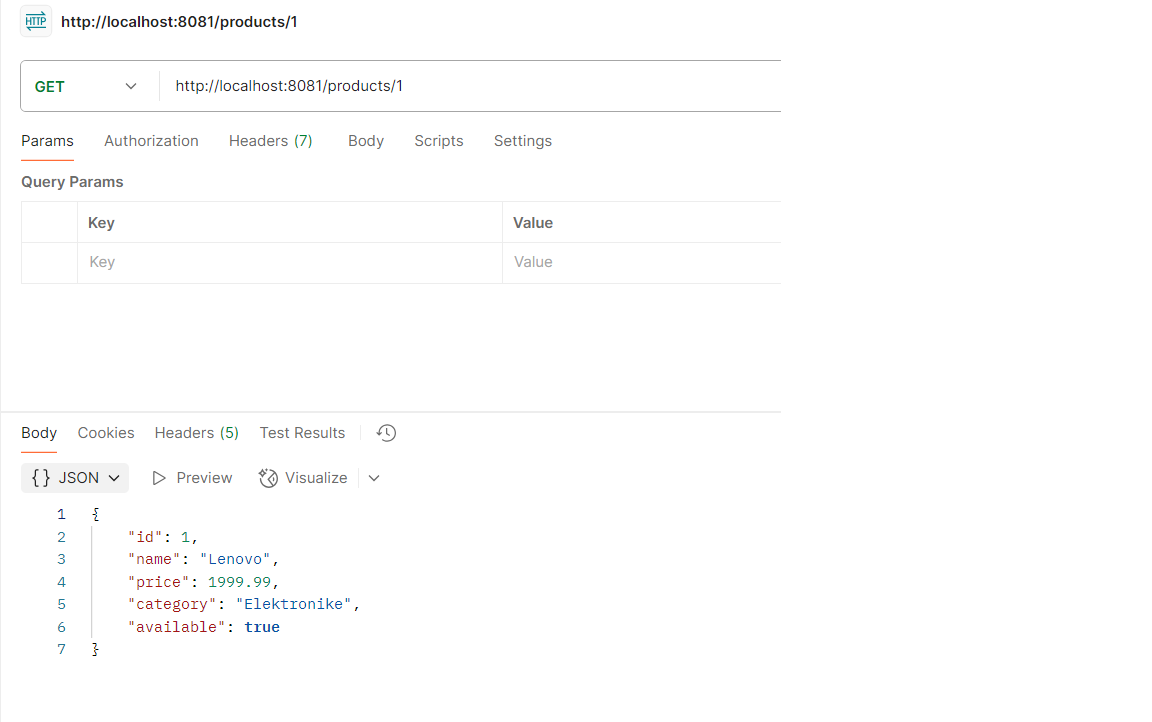 HTTP http://localhost:8081/products/1
GET http://localhost:8081/products/1
Params Authorization Headers (7) Body Scripts Settings
Query Params
Key Value
Key Value
Body Cookies Headers (5) Test Results
{} JSON Preview Visualize
1 {
2 "id": 1,
3 "name": "Lenovo",
4 "price": 1999.99,
5 "category": "Elektronike",
6 "available": true
7 }